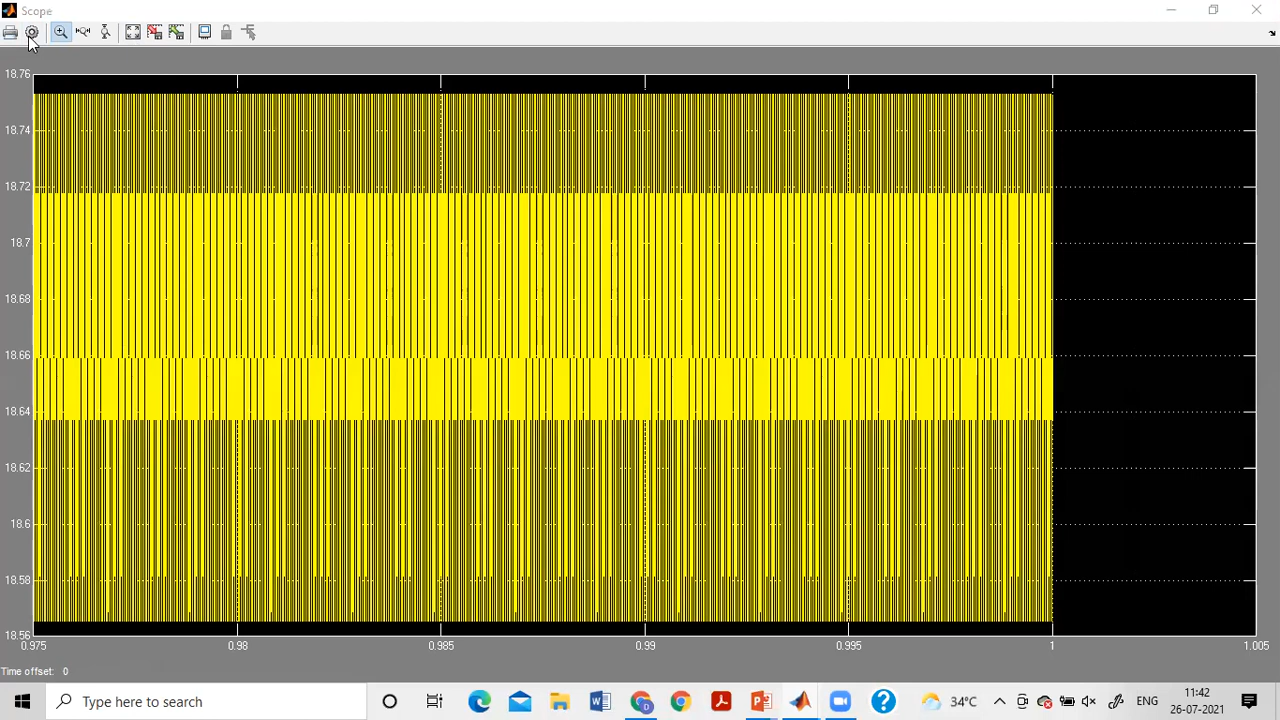 Scope
18.76
18.74
18.72
18.7
18.68
18.66
18.64
18.62
18.6
18.58
18.56
0.975 0.98 0.985 0.99 0.995 1 1.005
Time offset: 0
Type here to search
34°C
ENG
11:42
26-07-2021